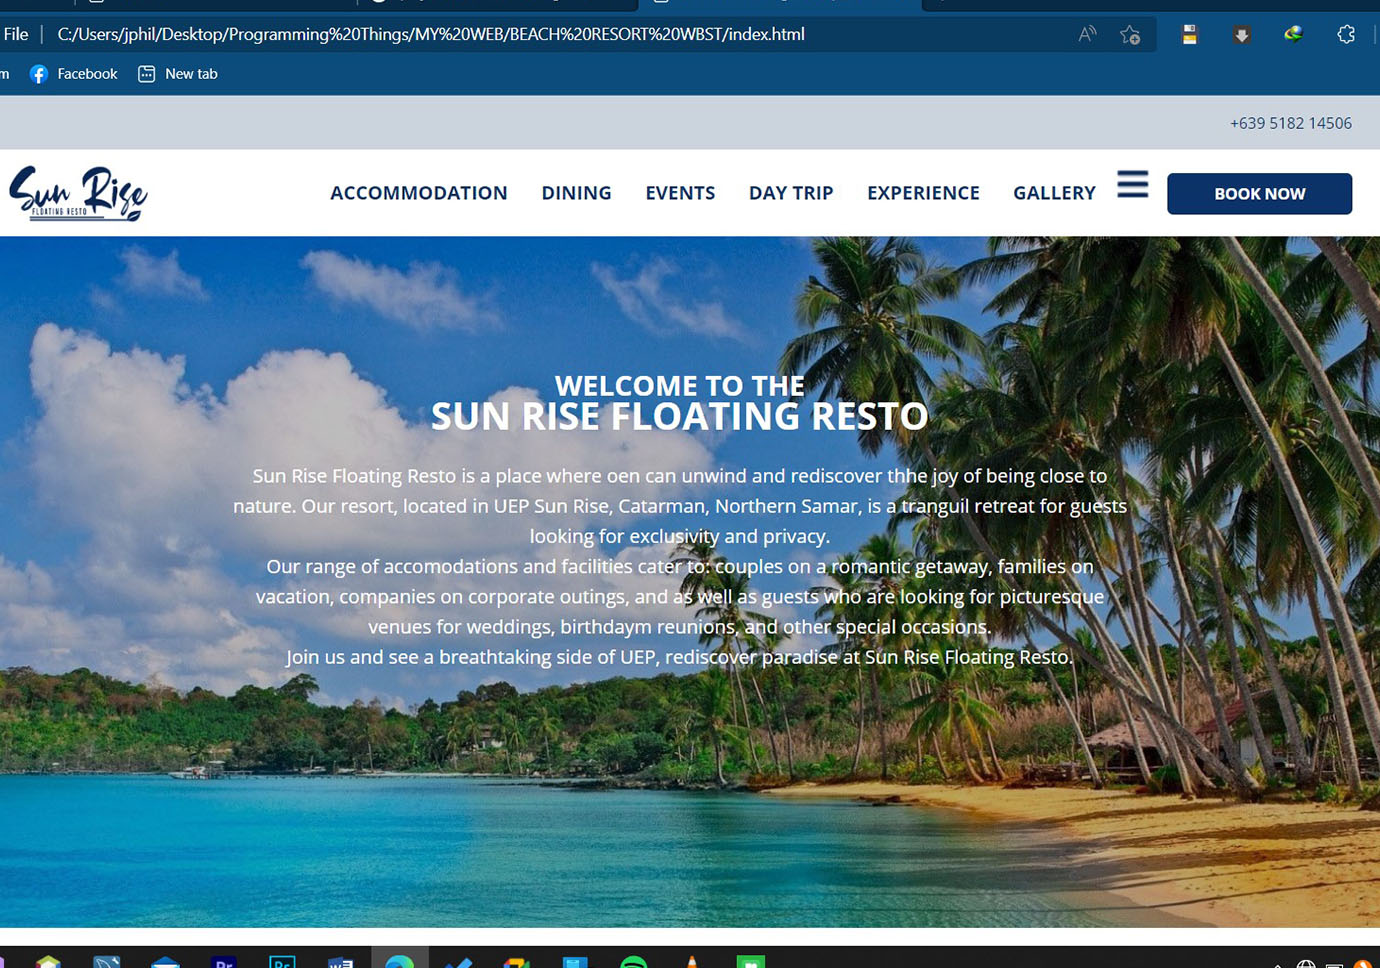 File
C:/Users/jphil/Desktop/Programming%20Things/MY%20WEB/BEACH%20RESORT%20WBST/index.html
m
Facebook
New tab
+639 5182 14506
Sun Rise
FLOATING RESTO
ACCOMMODATION
DINING
EVENTS
DAY TRIP
EXPERIENCE
GALLERY
BOOK NOW
WELCOME TO THE
SUN RISE FLOATING RESTO
Sun Rise Floating Resto is a place where oen can unwind and rediscover thhe joy of being close to
nature. Our resort, located in UEP Sun Rise, Catarman, Northern Samar, is a tranguil retreat for guests
looking for exclusivity and privacy.
Our range of accomodations and facilities cater to: couples on a romantic getaway, families on
vacation, companies on corporate outings, and as well as guests who are looking for picturesque
venues for weddings, birthdaym reunions, and other special occasions.
Join us and see a breathtaking side of UEP, rediscover paradise at Sun Rise Floating Resto.